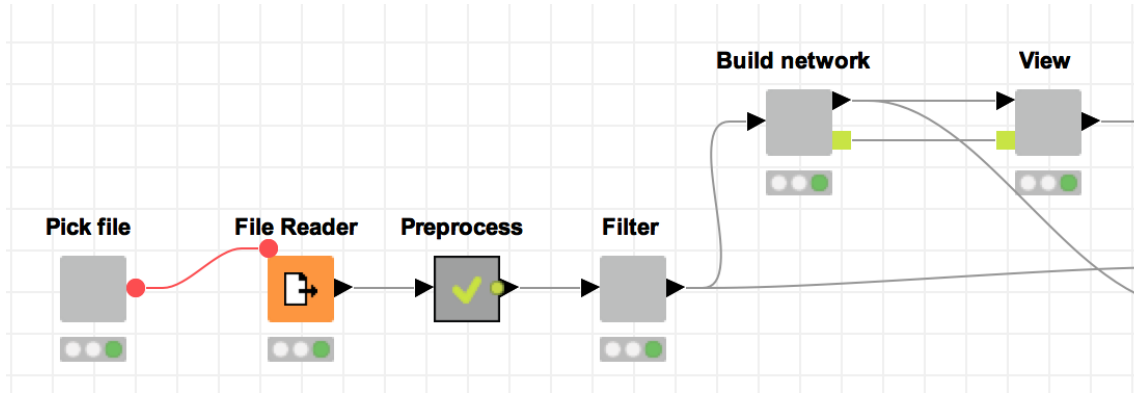 Build network
View
Pick file
File Reader
Preprocess
Filter